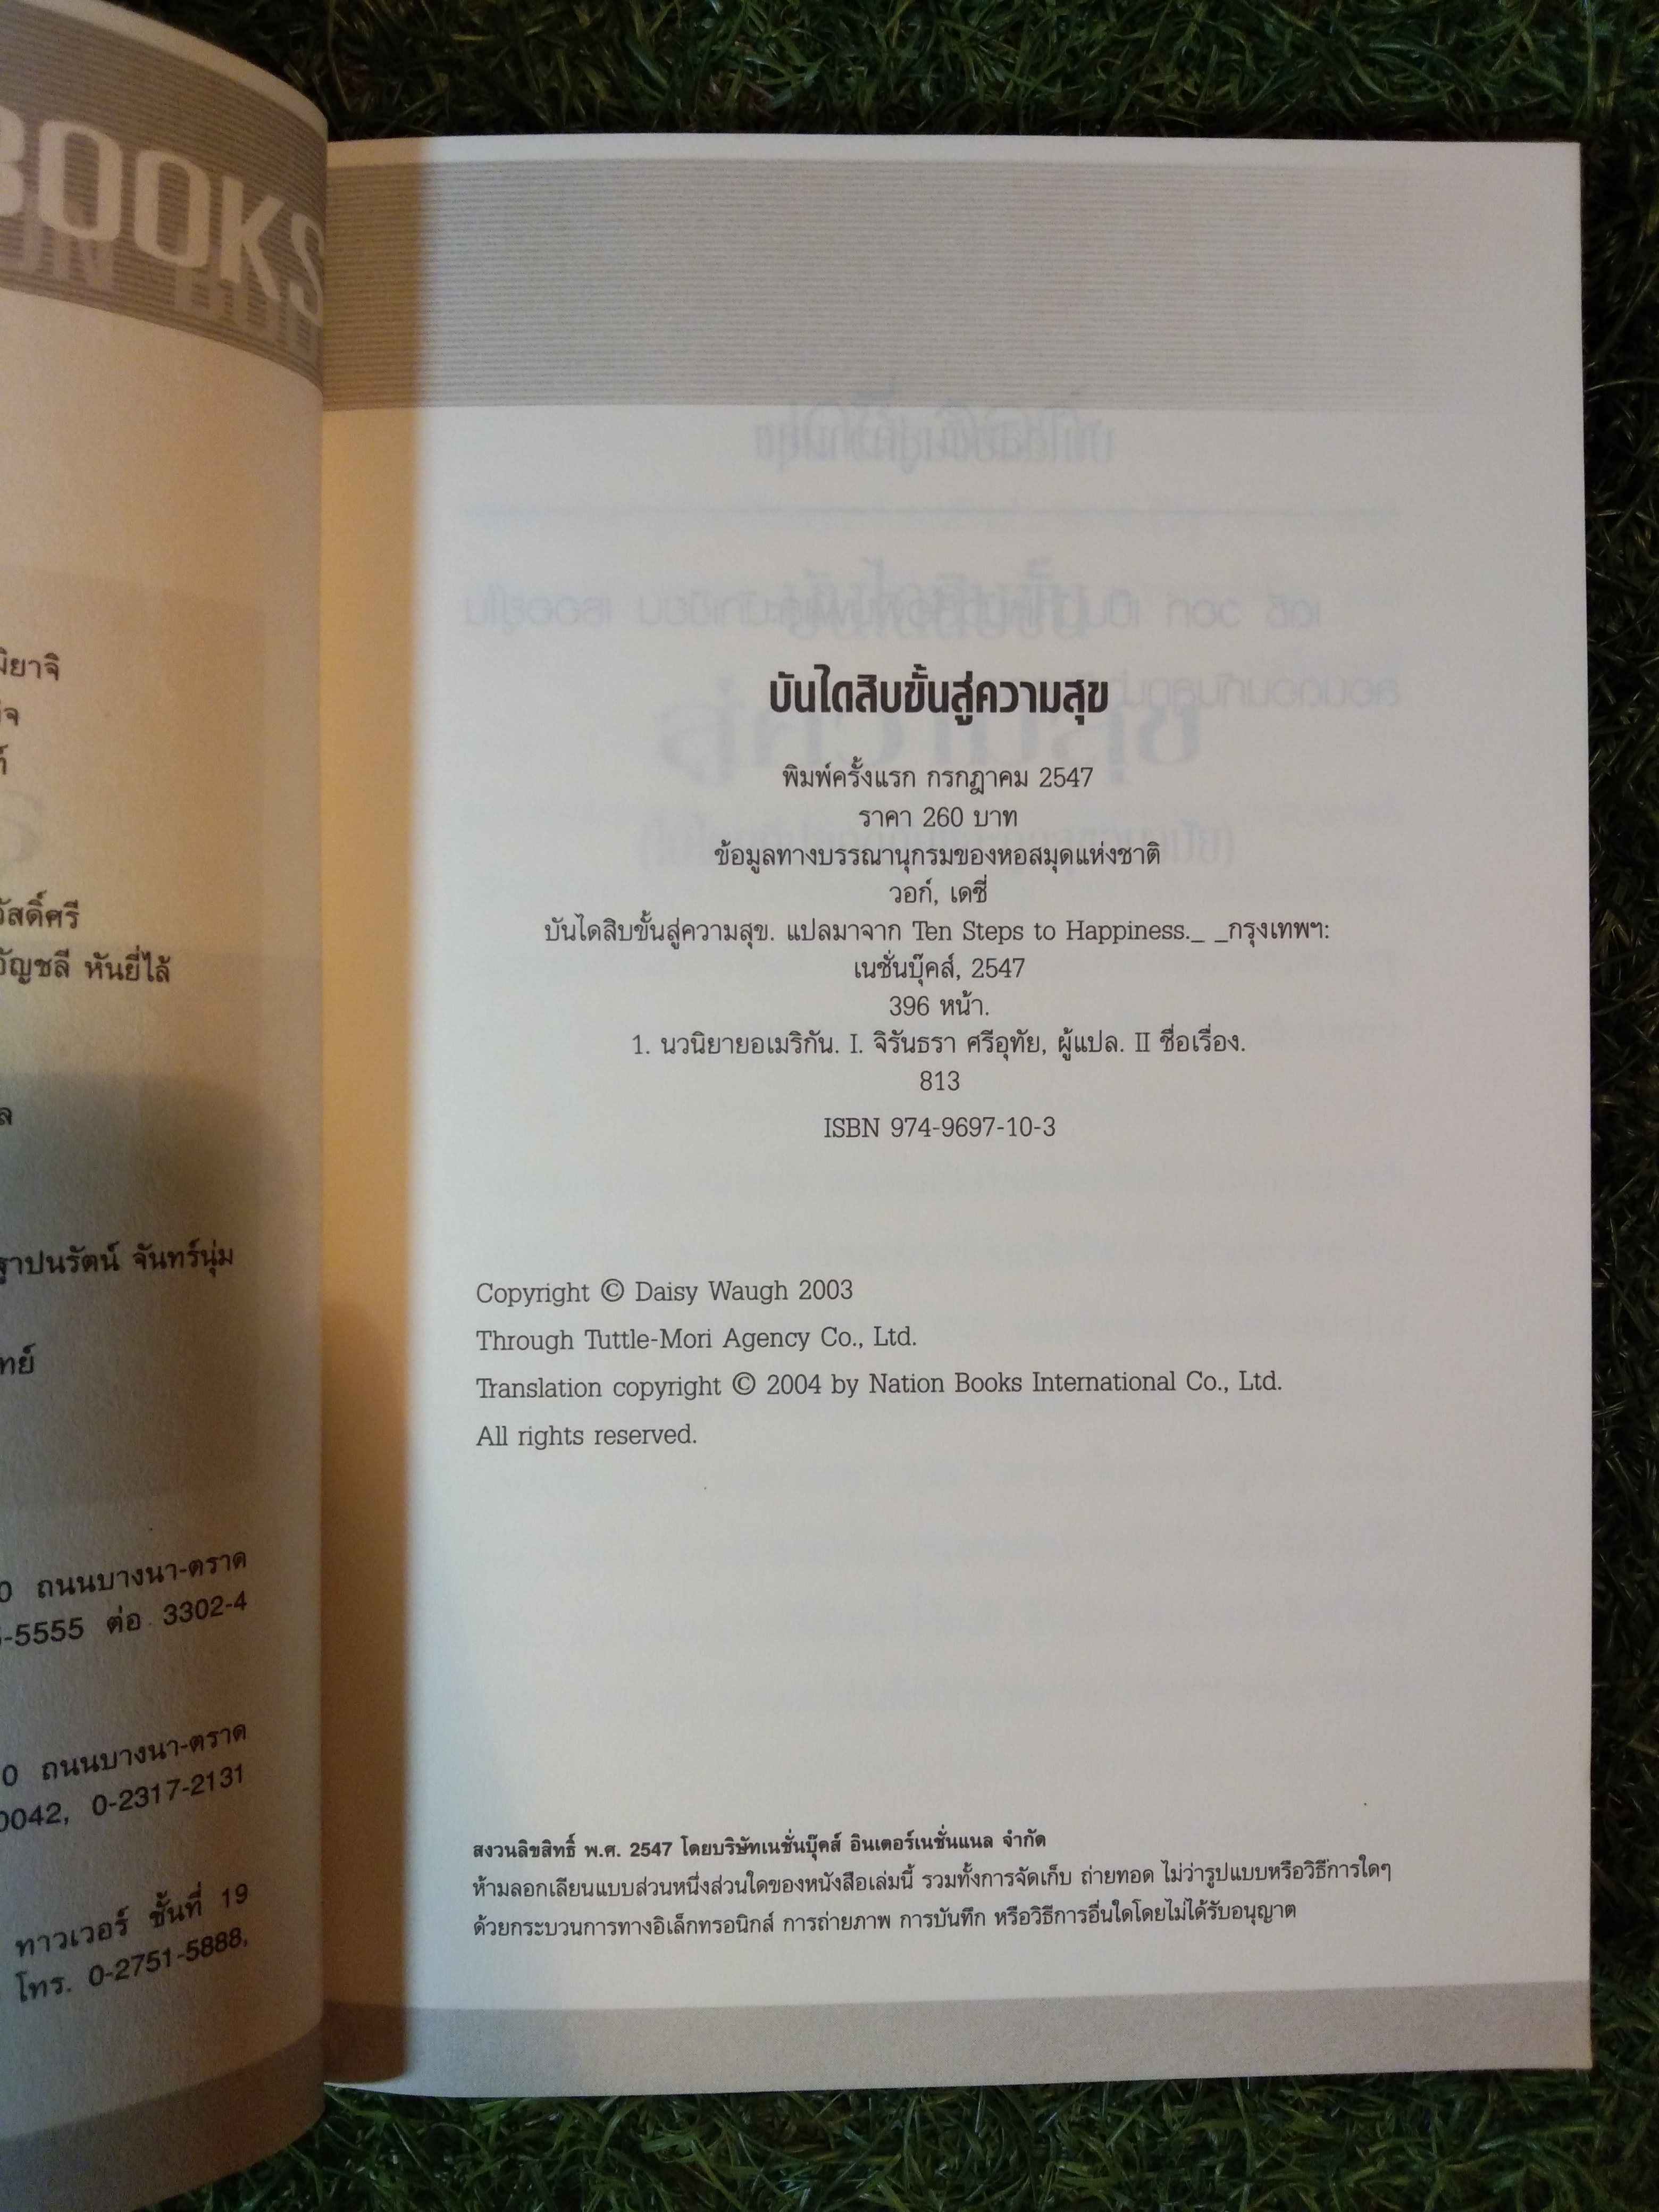 BOOKS
วัสดิ์ศรี
วัญชลี หันยี่ไล้
ฐาปนรัตน์ จันทร์นุ่ม
0 ถนนบางนา-ตราด
-5555 ต่อ 3302-4
0 ถนนบางนา-ตราด
0042, 0-2317-2131
ทาวเวอร์ ชั้นที่ 19
โทร. 0-2751-5888,
บันไดสิบขั้นสู่ความสุข
พิมพ์ครั้งแรก กรกฎาคม 2547
ราคา 260 บาท
ข้อมูลทางบรรณานุกรมของหอสมุดแห่งชาติ
วอก์, เดซี่
บันไดสิบขั้นสู่ความสุข. แปลมาจาก Ten Steps to Happiness._ _กรุงเทพฯ:
เนชั่นบุ๊คส์, 2547
396 หน้า.
1. นวนิยายอเมริกัน. I. จิรันธรา ศรีอุทัย, ผู้แปล. II ชื่อเรื่อง.
813
ISBN 974-9697-10-3
Copyright © Daisy Waugh 2003
Through Tuttle-Mori Agency Co., Ltd.
Translation copyright © 2004 by Nation Books International Co., Ltd.
All rights reserved.
สงวนลิขสิทธิ์ พ.ศ. 2547 โดยบริษัทเนชั่นบุ๊คส์ อินเตอร์เนชั่นแนล จำกัด
ห้ามลอกเลียนแบบส่วนหนึ่งส่วนใดของหนังสือเล่มนี้ รวมทั้งการจัดเก็บ ถ่ายทอด ไม่ว่ารูปแบบหรือวิธีการใดๆ
ด้วยกระบวนการทางอิเล็กทรอนิกส์ การถ่ายภาพ การบันทึก หรือวิธีการอื่นใดโดยไม่ได้รับอนุญาต